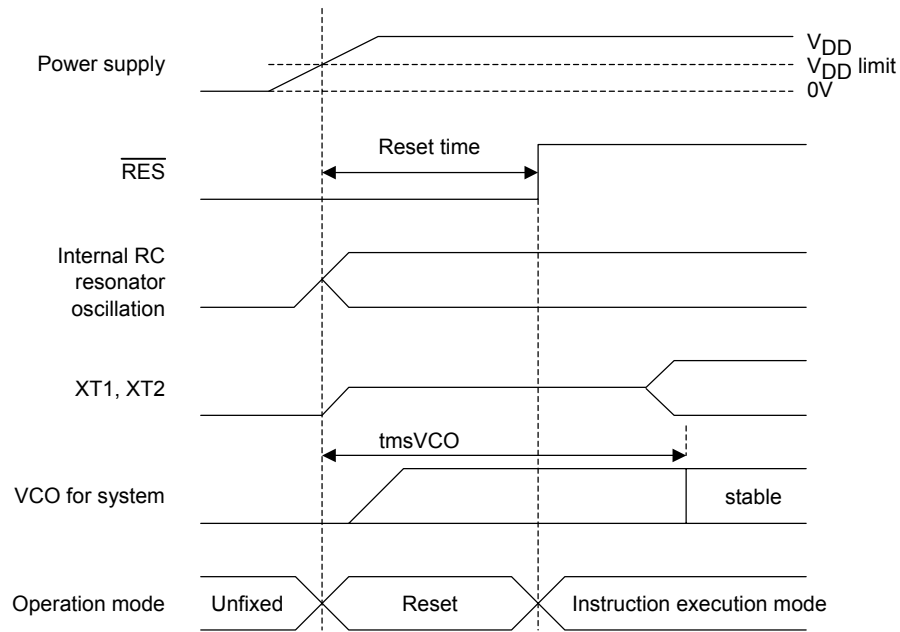 Power supply
VDD
VDD limit
0V
RES
Reset time
Internal RC
resonator
oscillation
XT1, XT2
tmsVCO
VCO for system
stable
Operation mode
Unfixed
Reset
Instruction execution mode